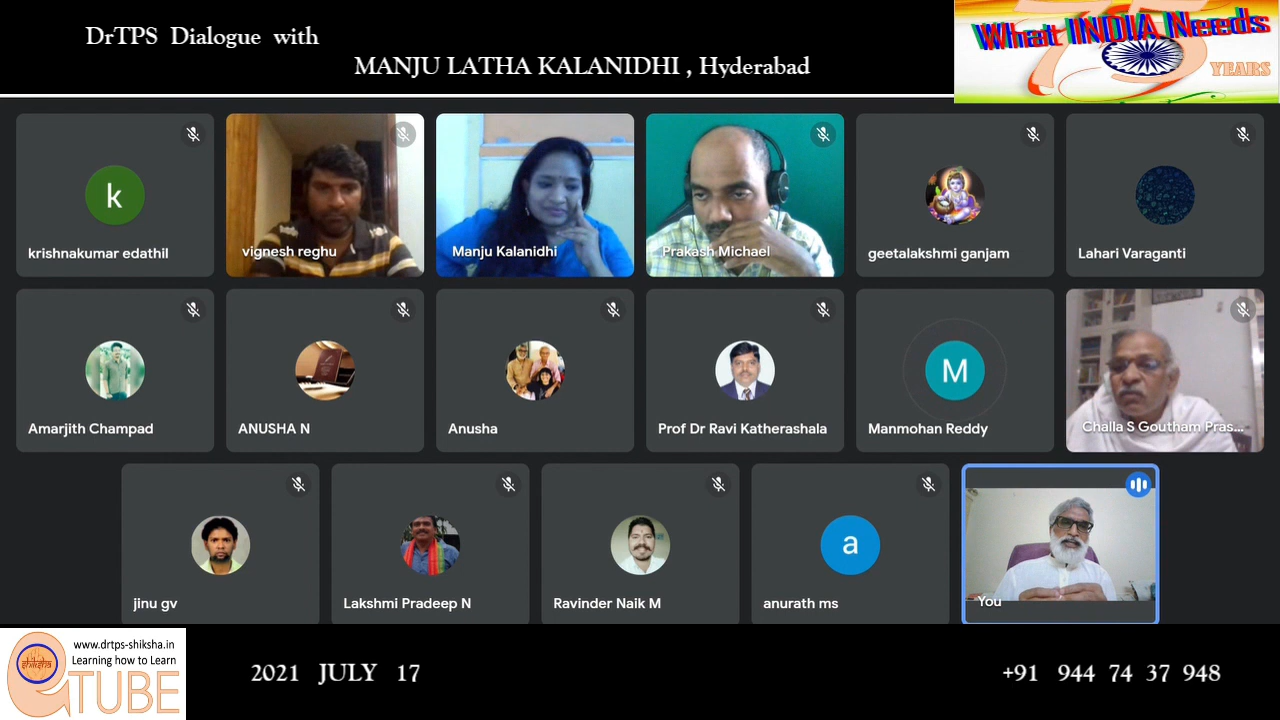 DrTPS Dialogue with
MANJU LATHA KALANIDHI , Hyderabad
What INDIA Needs
75
YEARS
k
krishnakumar edathil
vignesh reghu
Manju Kalanidhi
Prakash Michael
geetalakshmi ganjam
Lahari Varaganti
Amarjith Champad
ANUSHA N
Anusha
Prof Dr Ravi Katherashala
M
Manmohan Reddy
Challa S Goutham Pras...
jinu gv
Lakshmi Pradeep N
Ravinder Naik M
a
anurath ms
You
www.drtps-shiksha.in
Learning how to Learn
shiksha
TUBE
2021 JULY 17
+91 944 74 37 948